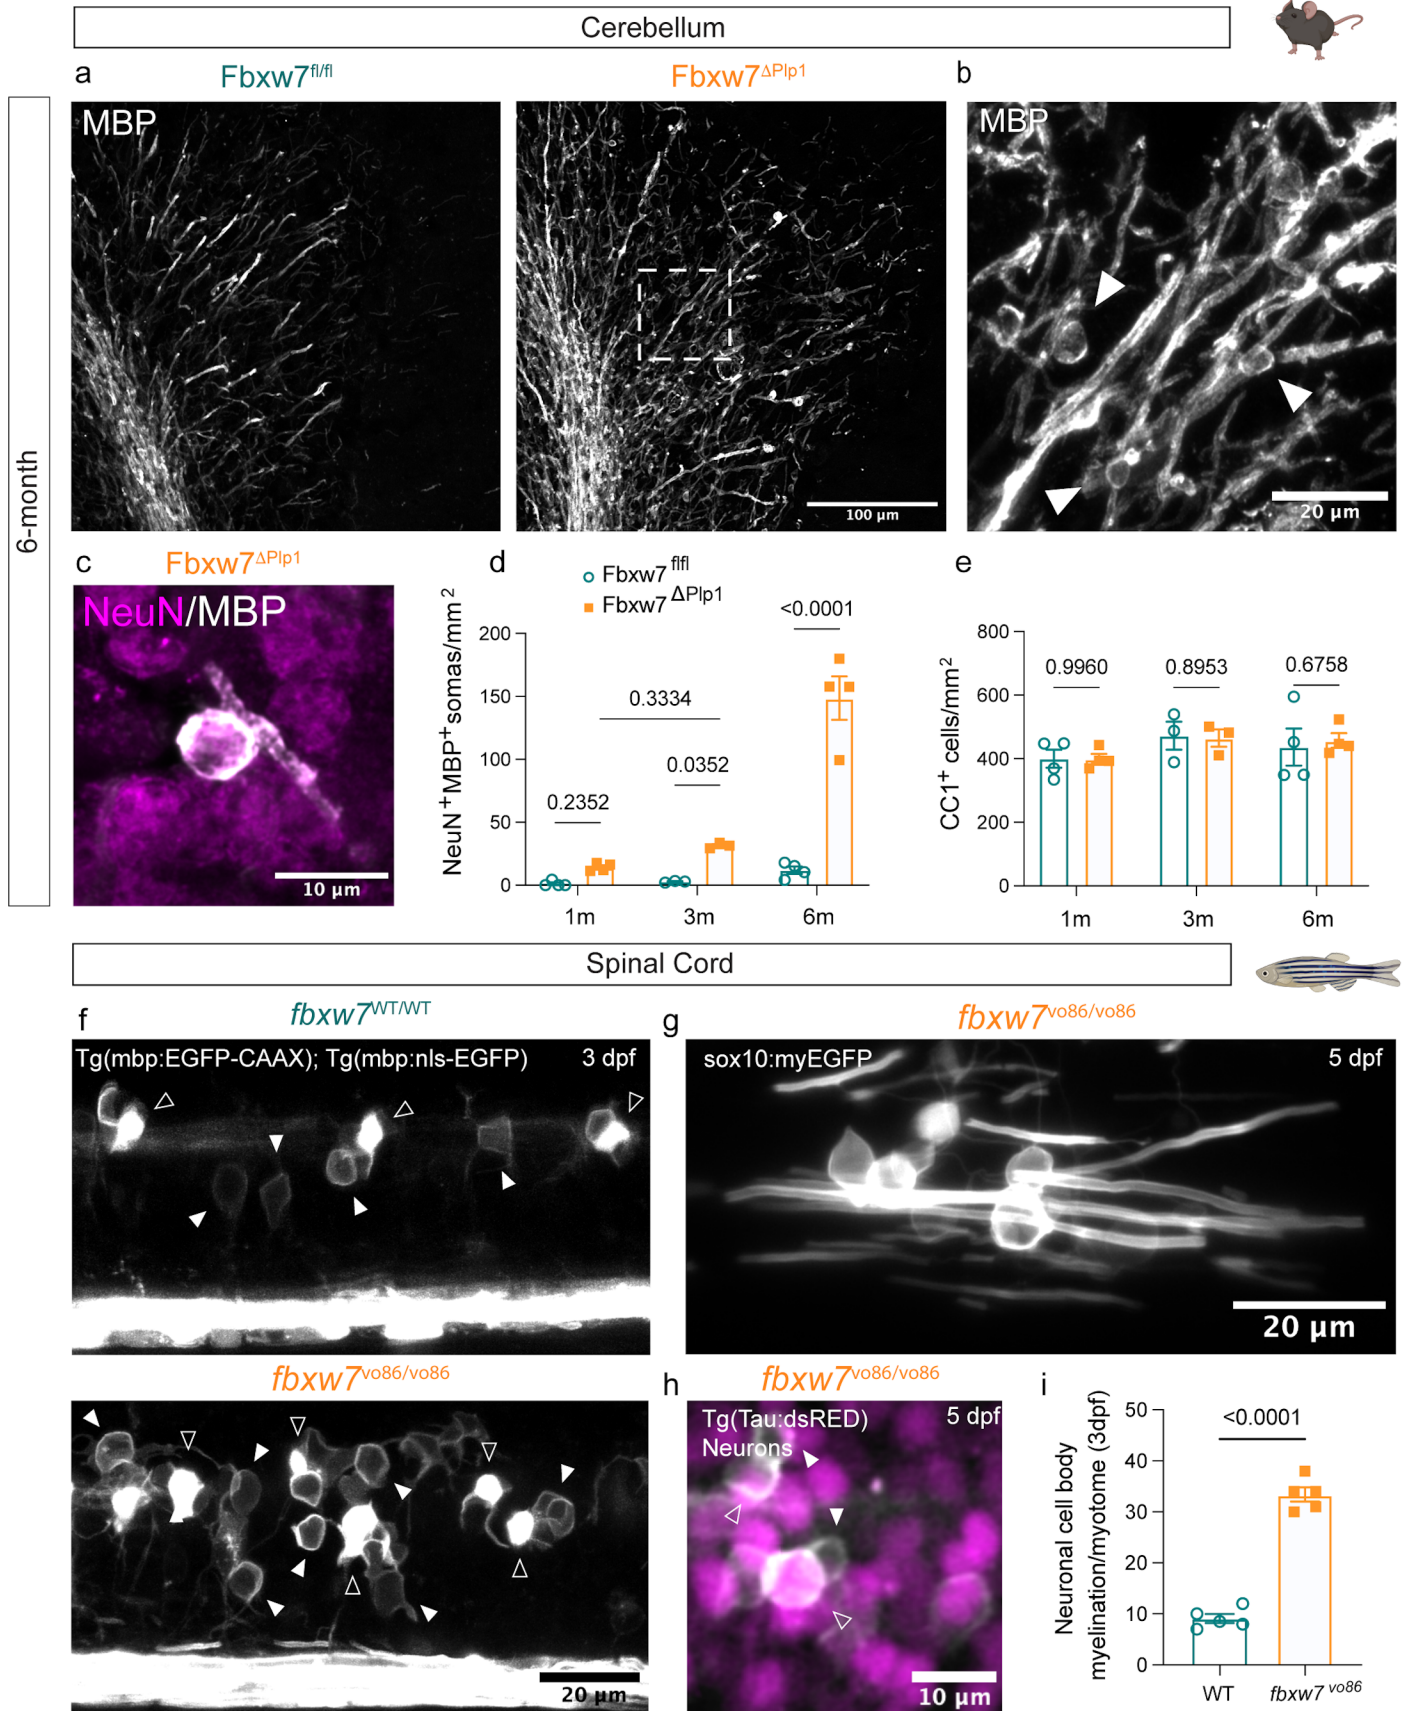 Cerebellum
6-month
a
Fbxw7fl/fl
Fbxw7ΔPlp1
b
MBP
MBP
100 µm
20 µm
c
Fbxw7ΔPlp1
NeuN/MBP
10 µm
d
Fbxw7 flfl
Fbxw7 ΔPlp1
NeuN+MBP+somas/mm2
200
150
100
50
0
0.2352
0.3334
0.0352
<0.0001
1m
3m
6m
e
CC1+ cells/mm2
800
600
400
200
0
0.9960
0.8953
0.6758
1m
3m
6m
Spinal Cord
f
fbxw7WT/WT
Tg(mbp:EGFP-CAAX); Tg(mbp:nls-EGFP)
3 dpf
g
fbxw7vo86/vo86
sox10:myEGFP
5 dpf
20 µm
fbxw7vo86/vo86
20 µm
h
fbxw7vo86/vo86
Tg(Tau:dsRED)
Neurons
5 dpf
10 µm
i
Neuronal cell body
myelination/myotome (3dpf)
50
40
30
20
10
0
<0.0001
WT
fbxw7 vo86